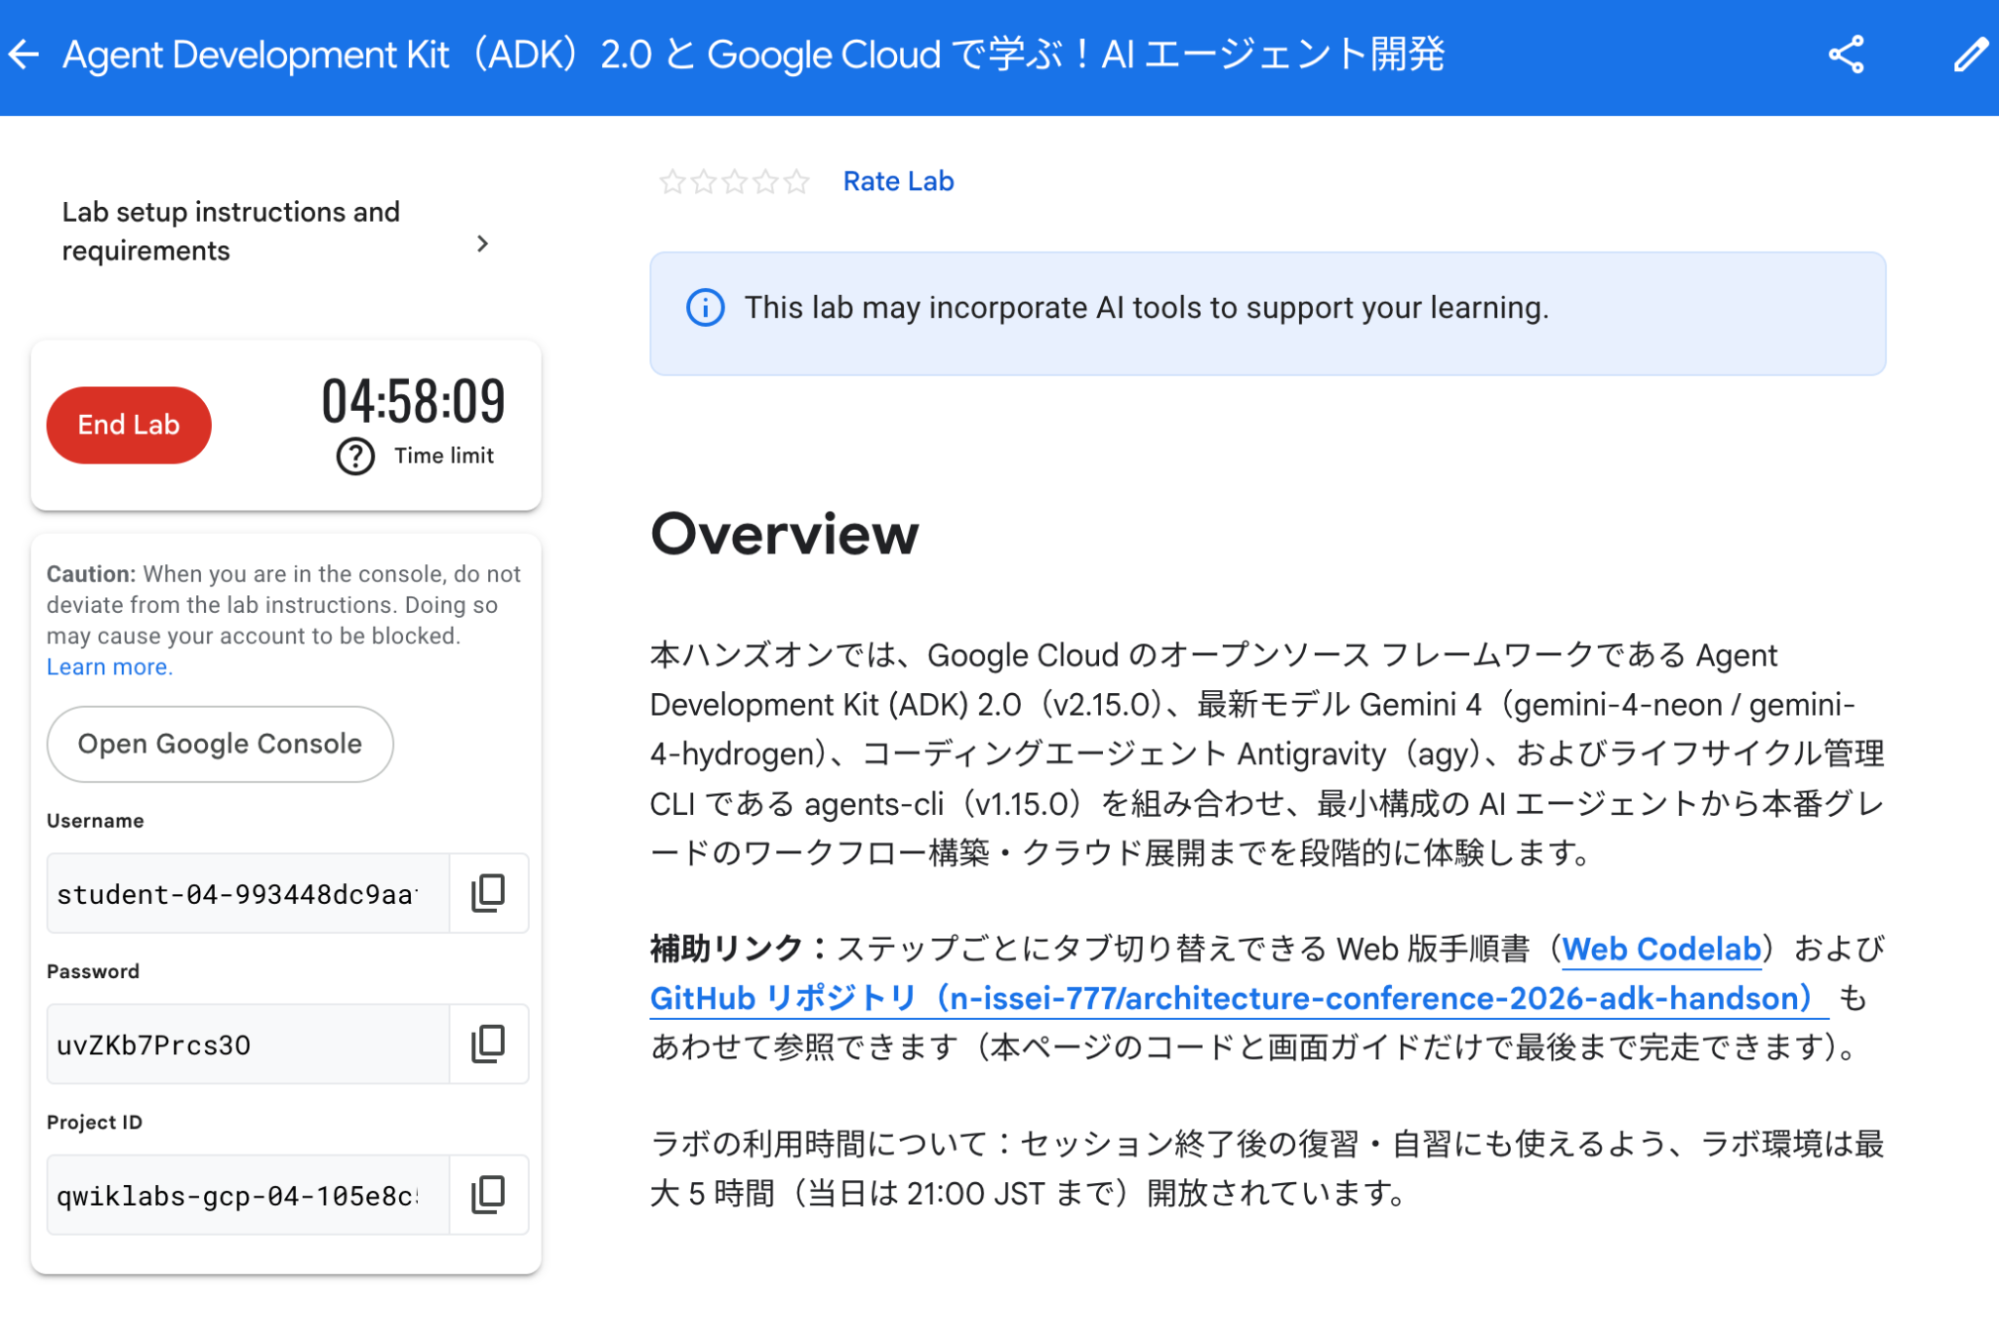 Agent Development Kit（ADK）2.0 と Google Cloud で学ぶ！AI エージェント開発
Lab setup instructions and
requirements
End Lab
04:58:09
Time limit
Caution: When you are in the console, do not
deviate from the lab instructions. Doing so
may cause your account to be blocked.
Learn more.
Open Google Console
Username
student-04-993448dc9aa
Password
uvZKb7Prcs3O
Project ID
qwiklabs-gcp-04-105e8c
Rate Lab
This lab may incorporate AI tools to support your learning.
Overview
本ハンズオンでは、Google Cloud のオープンソース フレームワークである Agent
Development Kit (ADK) 2.0（v2.15.0）、最新モデル Gemini 4（gemini-4-neon / gemini-
4-hydrogen）、コーディングエージェント Antigravity（agy）、およびライフサイクル管理
CLI である agents-cli（v1.15.0）を組み合わせ、最小構成の AI エージェントから本番グレ
ードのワークフロー構築・クラウド展開までを段階的に体験します。
補助リンク：ステップごとにタブ切り替えできる Web 版手順書（Web Codelab）および
GitHub リポジトリ（n-issei-777/architecture-conference-2026-adk-handson） も
あわせて参照できます（本ページのコードと画面ガイドだけで最後まで完走できます）。
ラボの利用時間について：セッション終了後の復習・自習にも使えるよう、ラボ環境は最
大 5 時間（当日は 21:00 JST まで）開放されています。